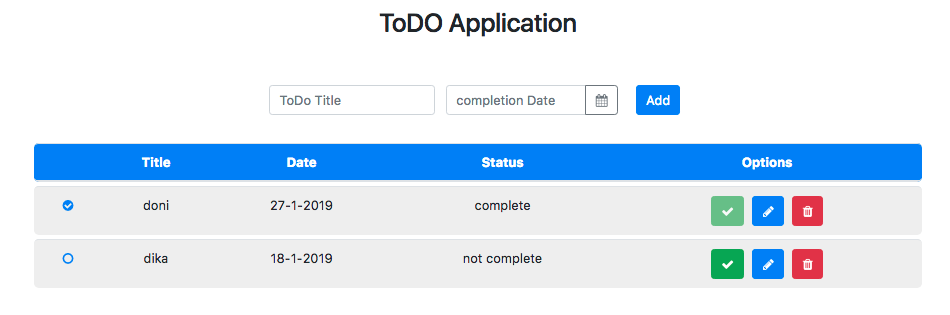 ToDO Application
ToDo Title completion Date Add
Title Date Status Options
doni 27-1-2019 complete
dika 18-1-2019 not complete